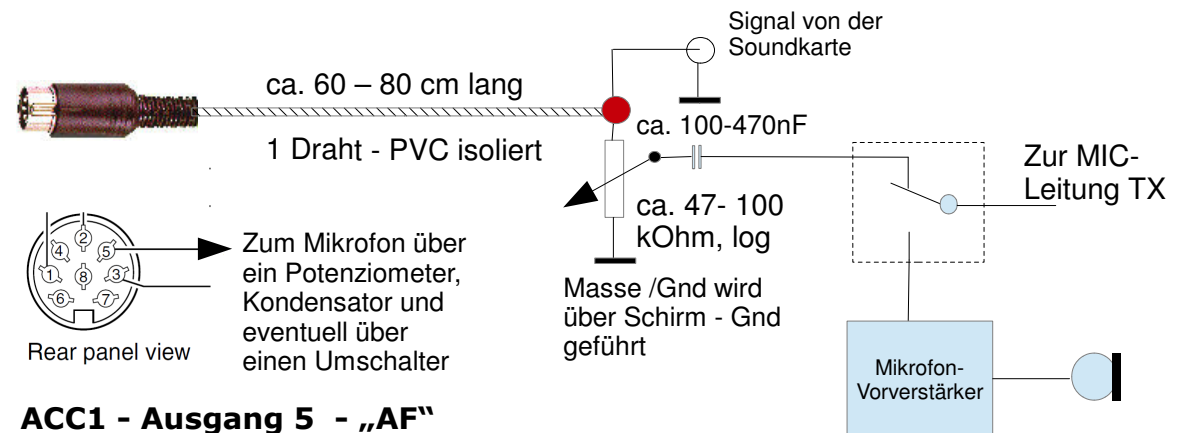 Signal von der
Soundkarte
ca. 60 – 80 cm lang
1 Draht - PVC isoliert
ca. 100-470nF
ca. 47- 100
kOhm, log
Zur MIC-
Leitung TX
4
2
5
1
8
3
6
7
Rear panel view
Zum Mikrofon über
ein Potenziometer,
Kondensator und
eventuell über
einen Umschalter
Masse /Gnd wird
über Schirm - Gnd
geführt
Mikrofon-
Vorverstärker
ACC1 - Ausgang 5 - „AF“